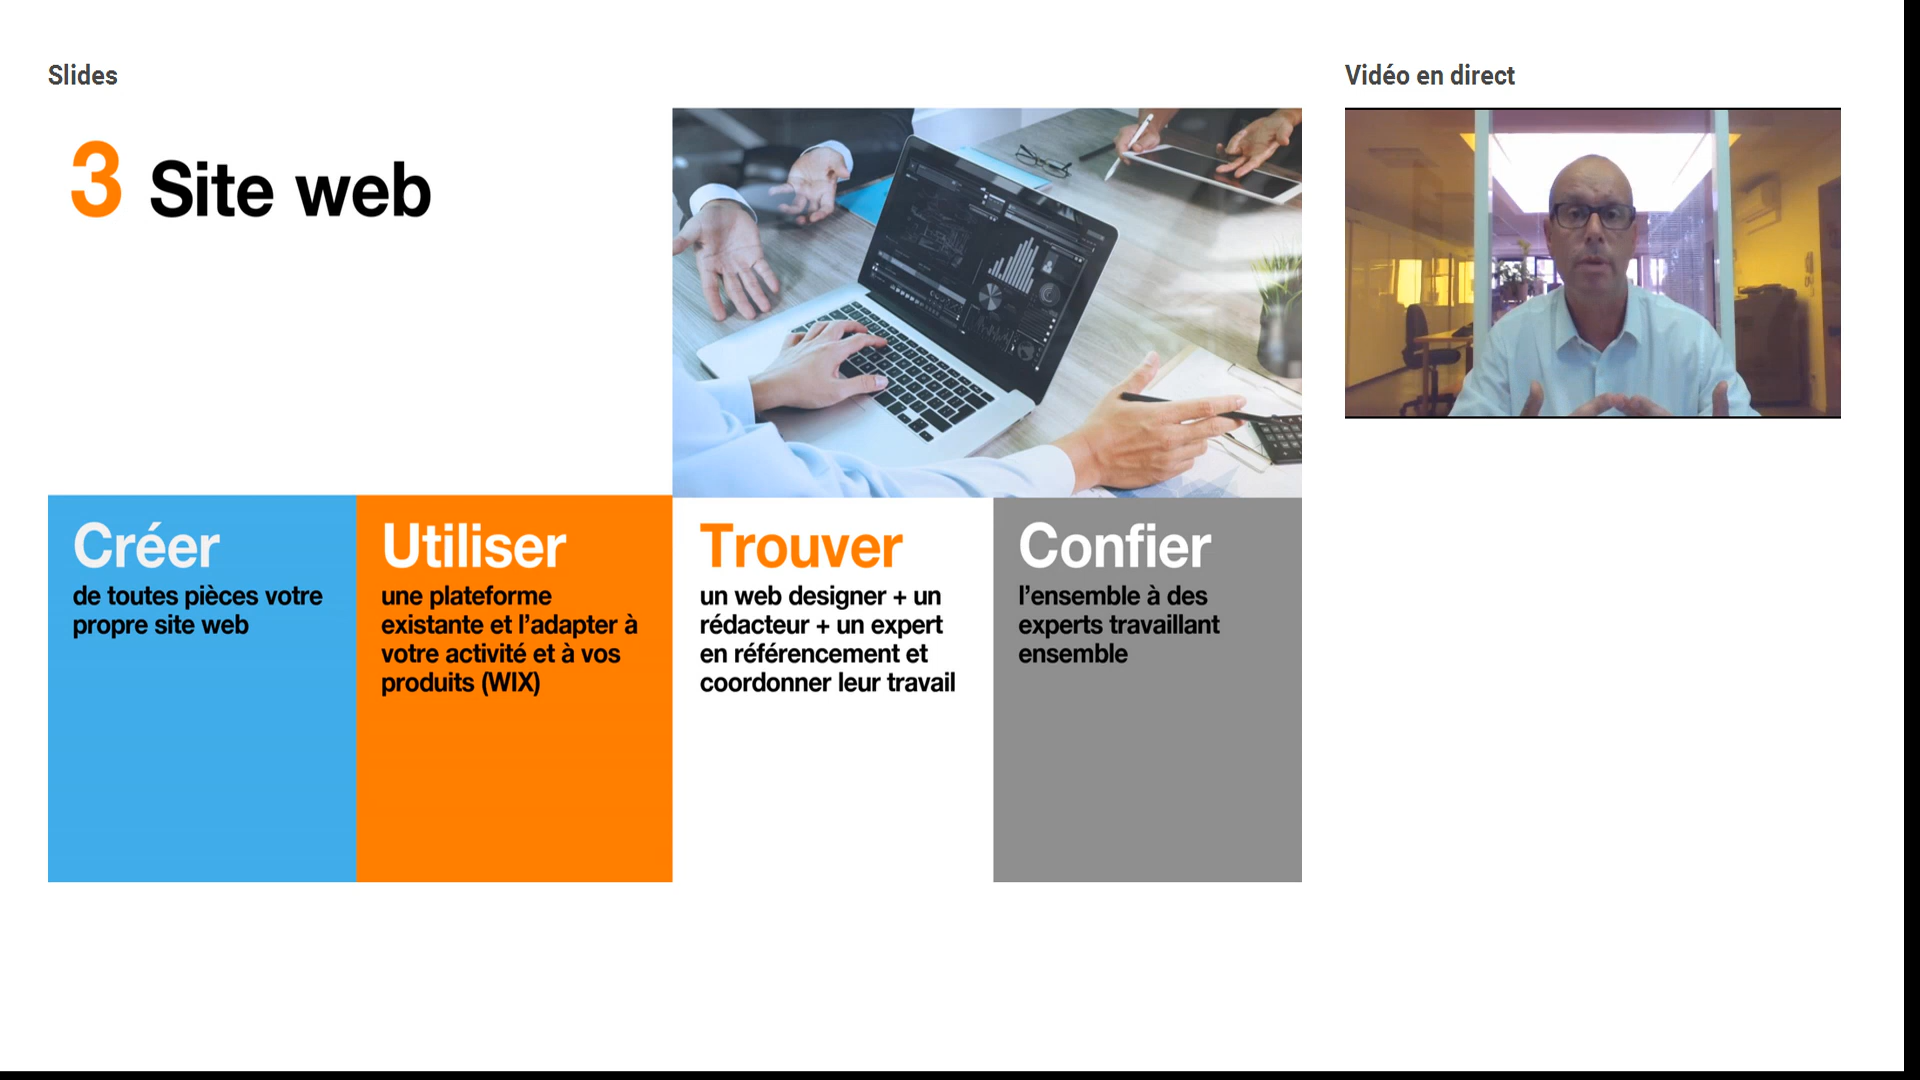 Slides
Vidéo en direct
3 Site web
Créer
de toutes pièces votre
propre site web
Utiliser
une plateforme
existante et l’adapter à
votre activité et à vos
produits (WIX)
Trouver
un web designer + un
rédacteur + un expert
en référencement et
coordonner leur travail
Confier
l’ensemble à des
experts travaillant
ensemble